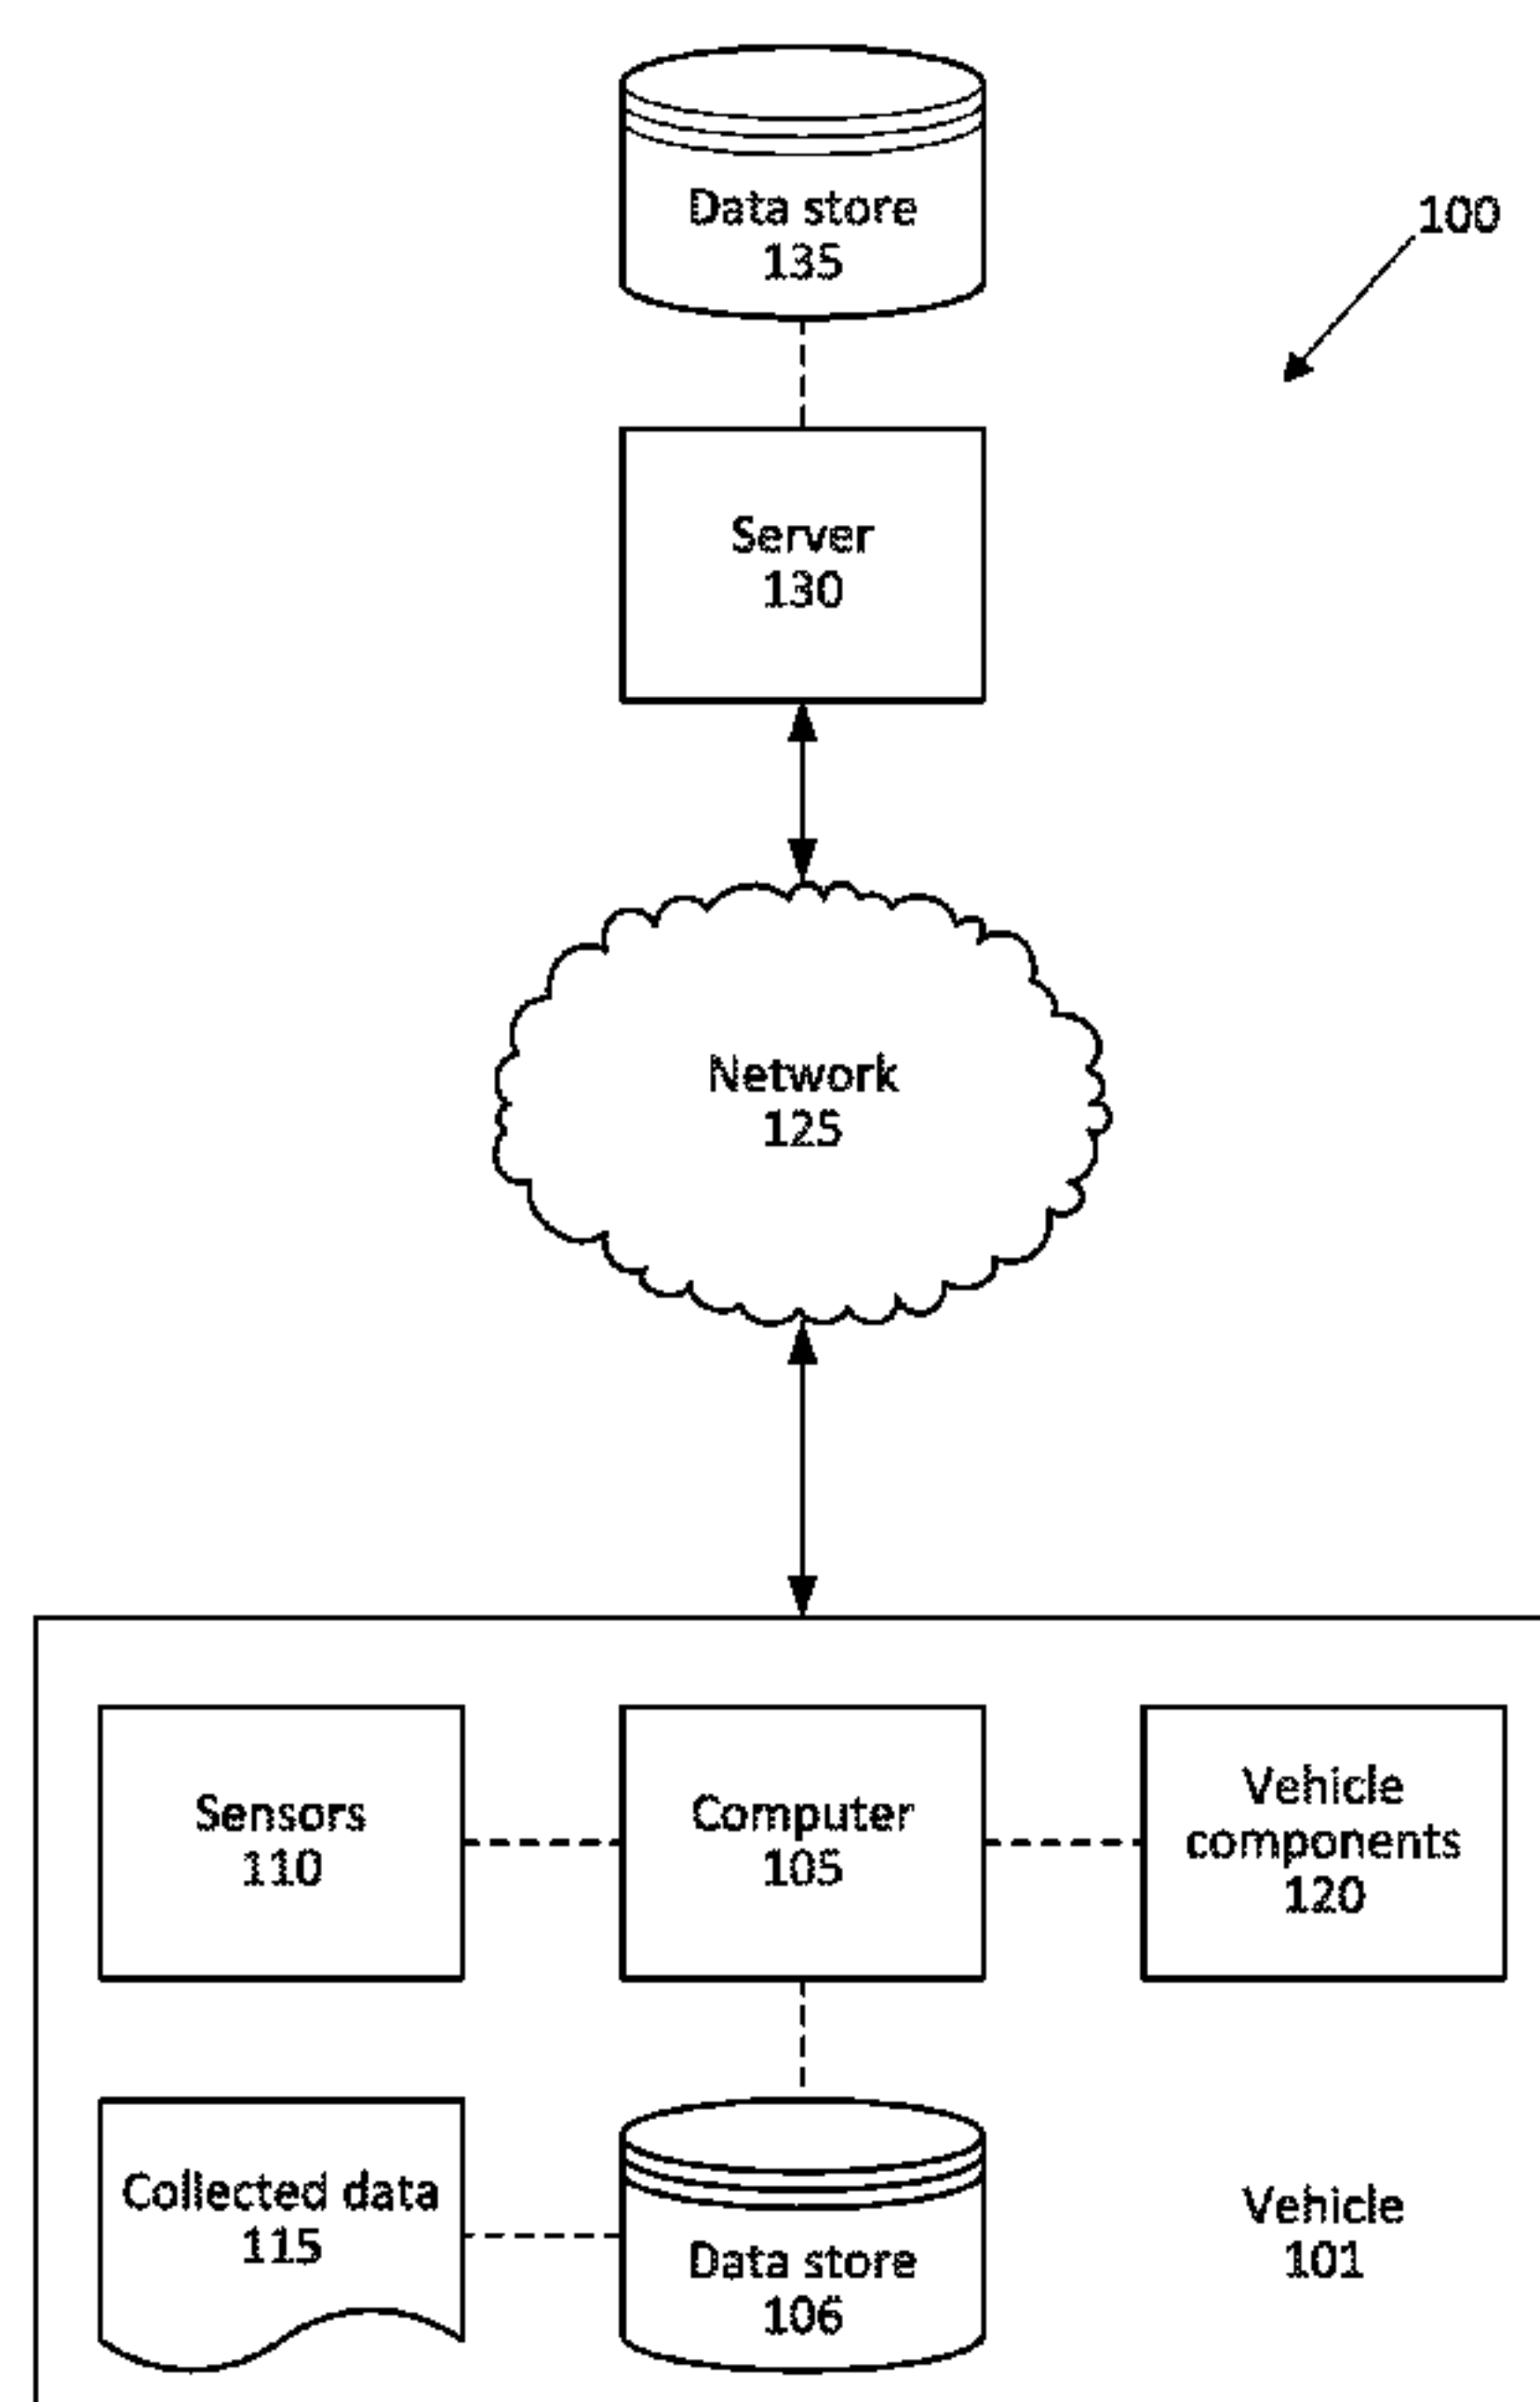 Data store
135
100
Server
130
Network
125
Sensors
110
Computer
105
Vehicle
components
120
Collected data
115
Data store
106
Vehicle
101